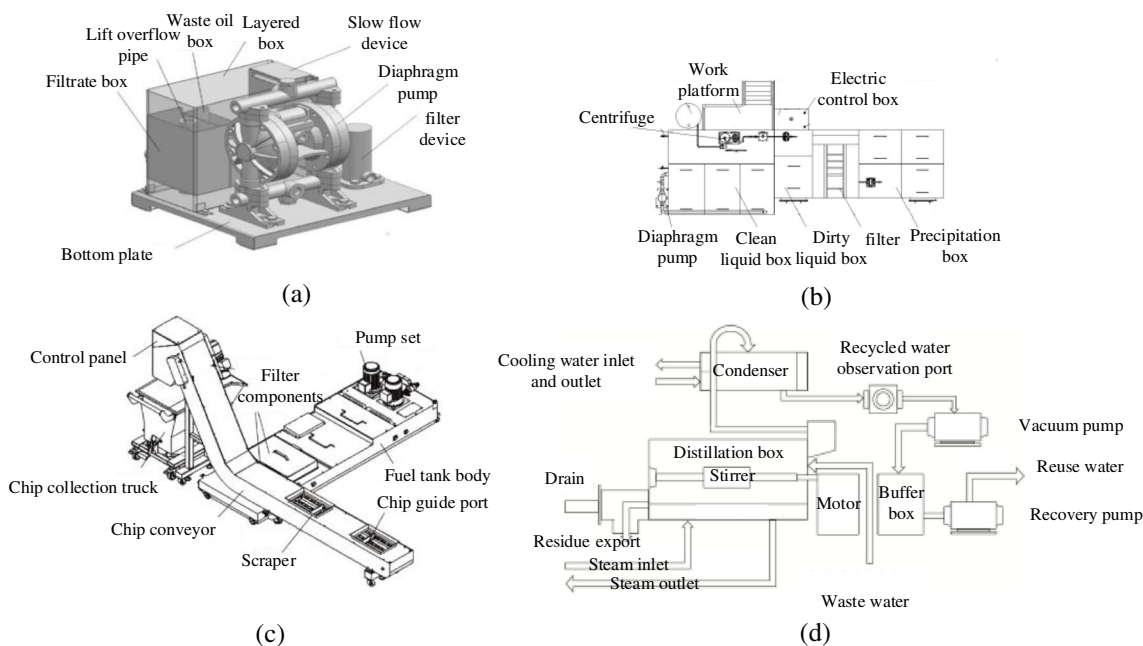 Waste oil
box
Layered
box
Slow flow
device
Lift overflow
pipe
Filtrate box
Diaphragm
pump
filter
device
Bottom plate
(a)
Work
platform
Electric
control box
Centrifuge
Diaphragm
pump
Clean
liquid box
Dirty
liquid box
filter
Precipitation
box
(b)
Control panel
Pump set
Filter
components
Fuel tank body
Chip collection truck
Chip guide port
Chip conveyor
Scraper
(c)
Cooling water inlet
and outlet
Condenser
Recycled water
observation port
Vacuum pump
Distillation box
Stirrer
Reuse water
Drain
Motor
Buffer
box
Recovery pump
Residue export
Steam inlet
Steam outlet
Waste water
(d)